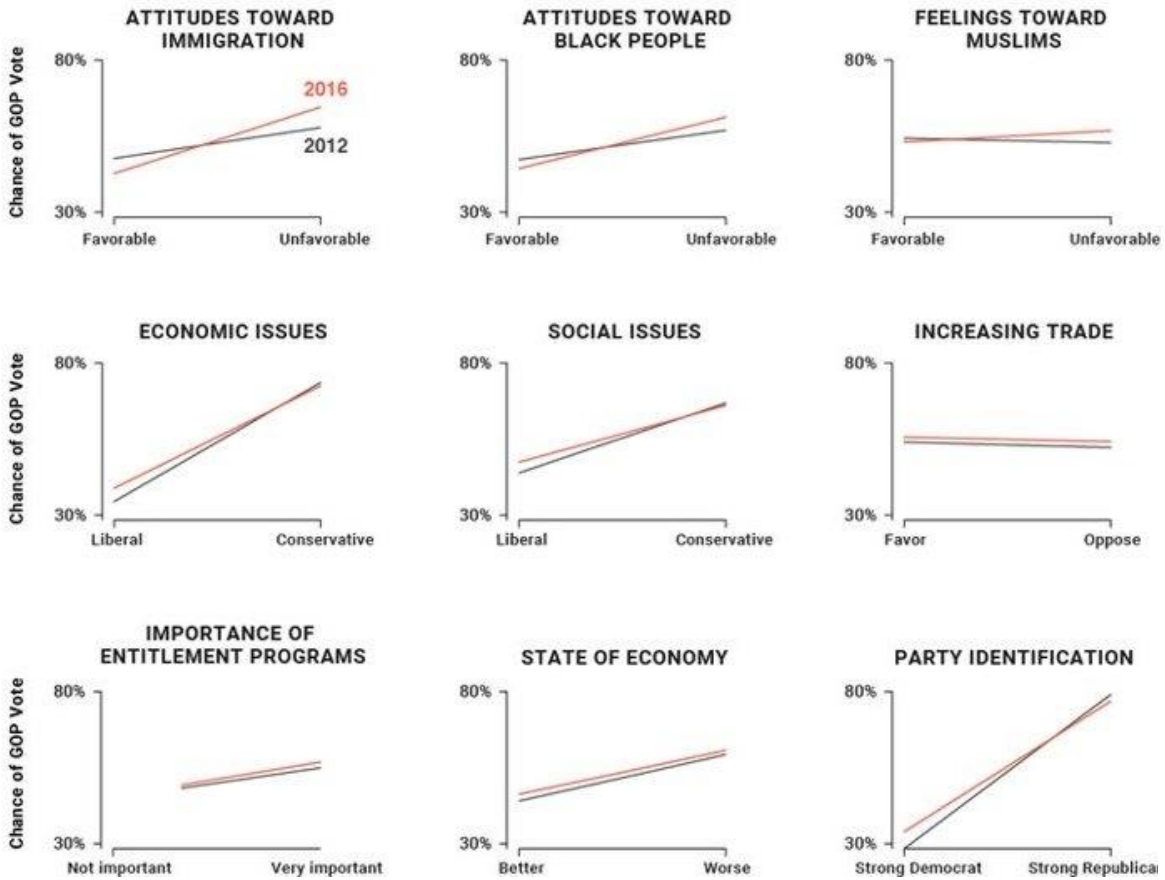 ATTITUDES TOWARD
IMMIGRATION
Chance of GOP Vote
80%
30%
2016
2012
Favorable
Unfavorable
ATTITUDES TOWARD
BLACK PEOPLE
80%
30%
Favorable
Unfavorable
FEELINGS TOWARD
MUSLIMS
80%
30%
Favorable
Unfavorable
ECONOMIC ISSUES
Chance of GOP Vote
80%
30%
Liberal
Conservative
SOCIAL ISSUES
80%
30%
Liberal
Conservative
INCREASING TRADE
80%
30%
Favor
Oppose
IMPORTANCE OF
ENTITLEMENT PROGRAMS
Chance of GOP Vote
80%
30%
Not important
Very important
STATE OF ECONOMY
80%
30%
Better
Worse
PARTY IDENTIFICATION
80%
30%
Strong Democrat
Strong Republica